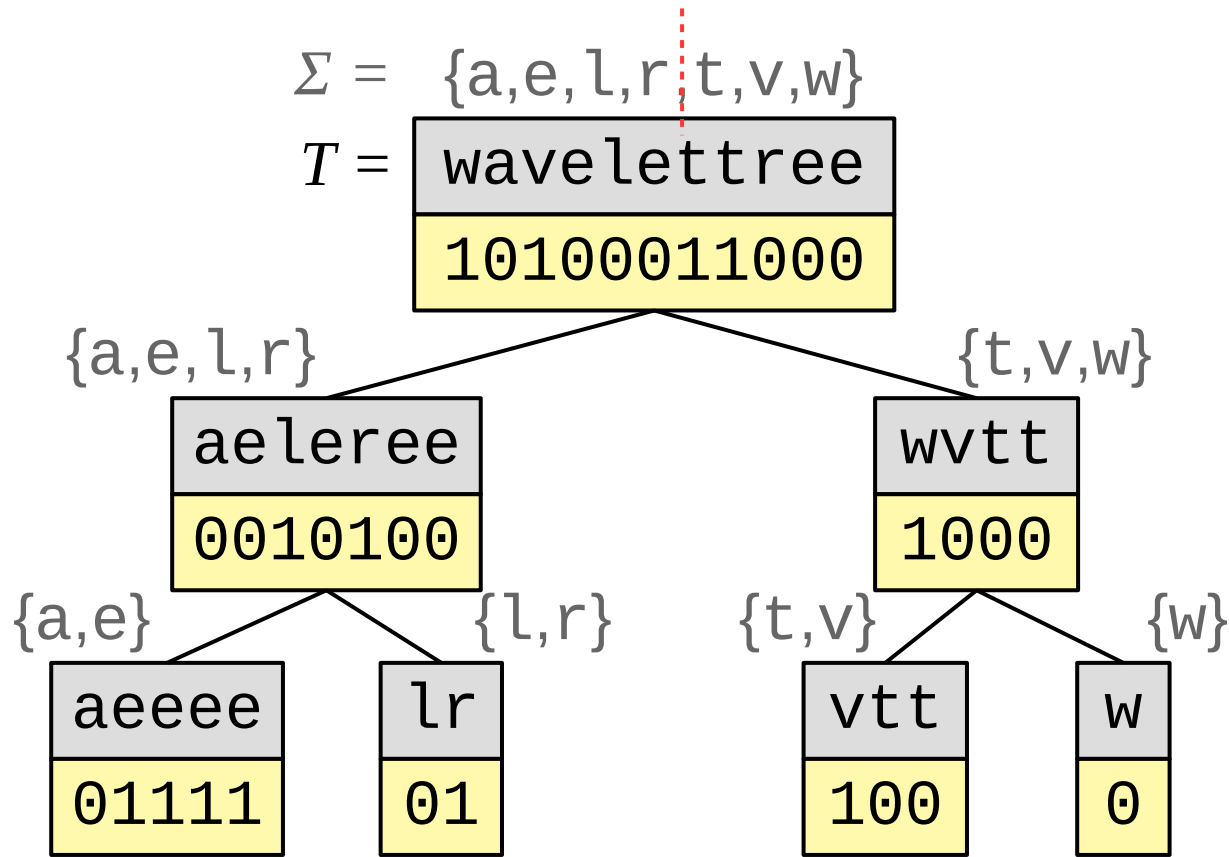 Σ = {a,e,l,r,t,v,w}
T = wavelettree
10100011000
{a,e,l,r}
{t,v,w}
aeleree
wvtt
0010100
1000
{a,e}
{l,r}
{t,v}
{w}
aeeee
lr
vtt
w
01111
01
100
0